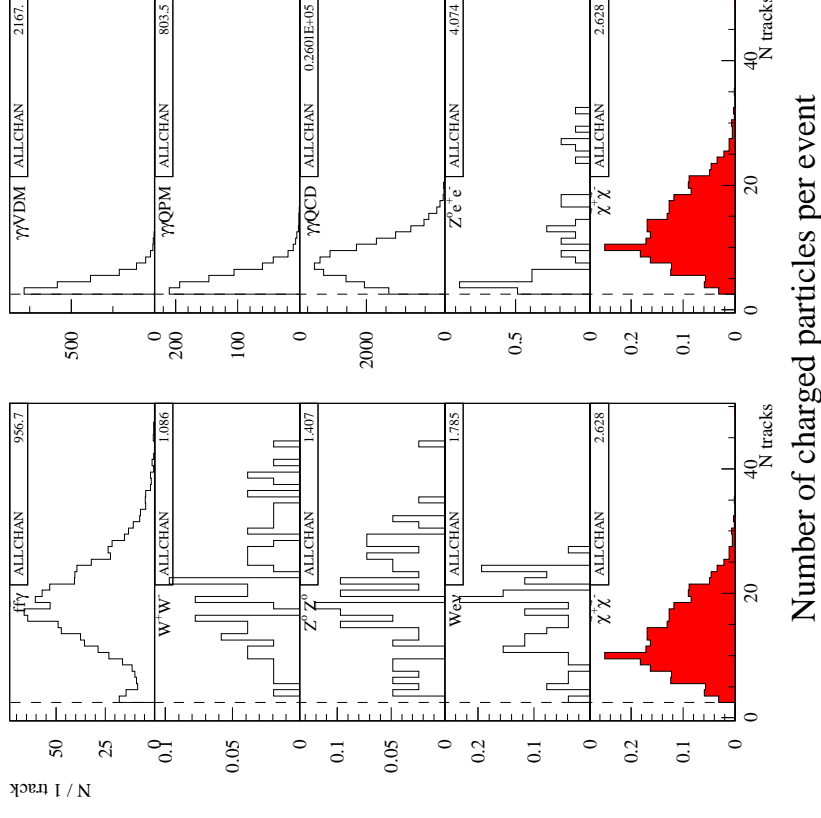 N / 1 track
ff̄γ ALLCHAN 956.7
50
25
0
W⁺W⁻ ALLCHAN 1.086
0.1
0.05
0
Z⁰ Z⁰ ALLCHAN 1.407
0.1
0.05
0
Weν ALLCHAN 1.785
0.2
0.1
0
χ̃⁺χ̃⁻ ALLCHAN 2.628
0.2
0.1
0
0 20 40
N tracks
γγVDM ALLCHAN 2167.
500
0
γγQPM ALLCHAN 803.5
200
100
0
γγQCD ALLCHAN 0.2601E+05
2000
0
Z⁰e⁺e⁻ ALLCHAN 4.074
0.5
0
χ̃⁺χ̃⁻ ALLCHAN 2.628
0.2
0.1
0
0 20 40
N tracks
Number of charged particles per event